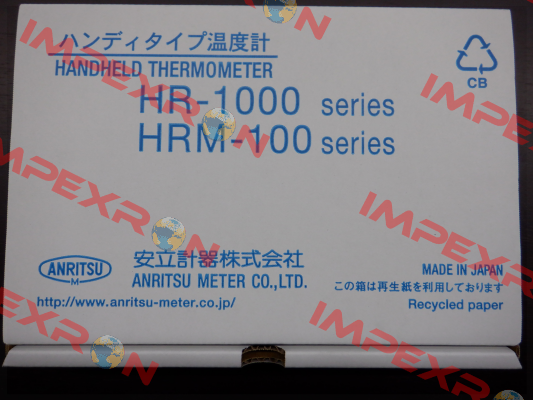 ハンディタイプ温度計
HANDHELD THERMOMETER
HR-1000 series
HRM-100 series
CB
ANRITSU
M
安立計器株式会社
ANRITSU METER CO.,LTD.
http://www.anritsu-meter.co.jp/
MADE IN JAPAN
この箱は再生紙を利用しております
Recycled paper
IMPEXRON
IMPEXRON
IMPEXRON
IMPEXRON
IMPEXRON
IMPEXRON
IMPEXRON